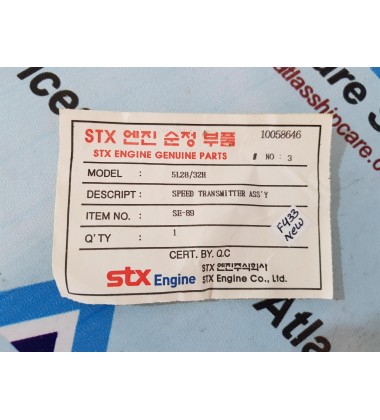 STX 엔진 순정 부품 10058646
STX ENGINE GENUINE PARTS # NO : 3
MODEL : 5L28/32H
DESCRIPT : SPEED TRANSMITTER ASS'Y
ITEM NO. : SE-89
Q'TY : 1
F433
NEW
CERT. BY. Q.C
stx Engine STX 엔진주식회사
STX Engine Co., Ltd.
atlasshipcare.com